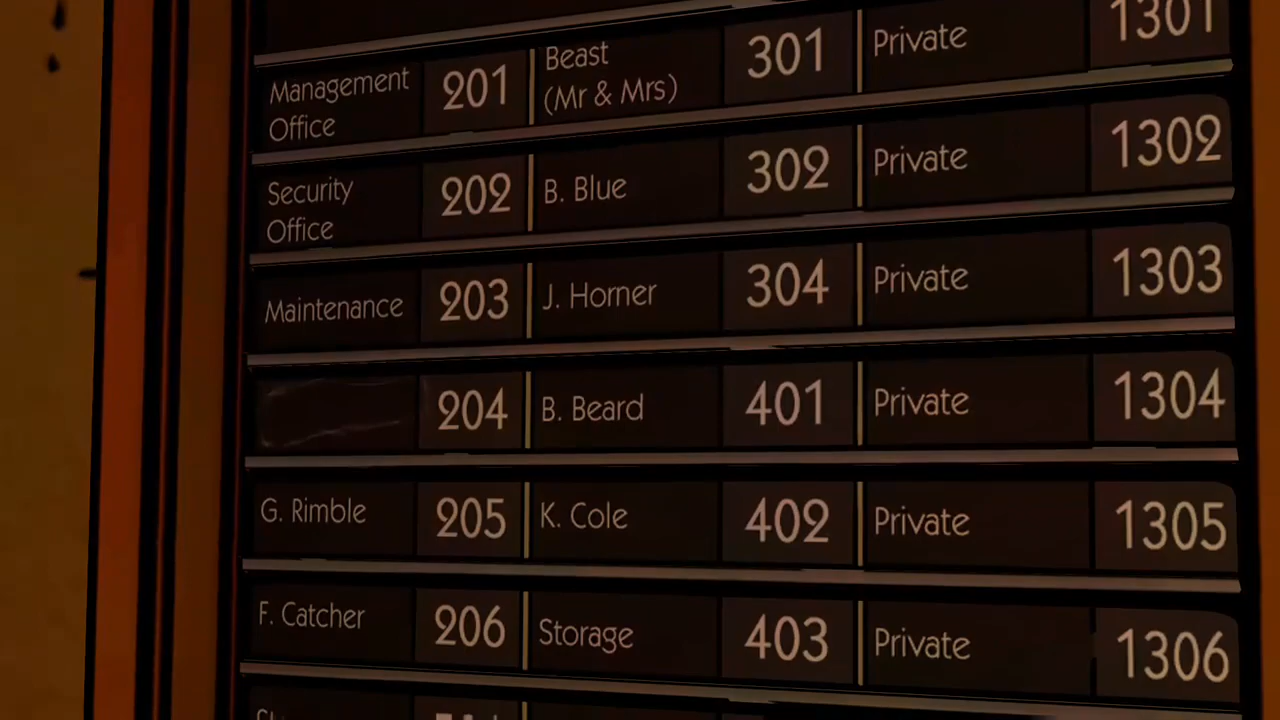 Management
Office
201
Beast
(Mr & Mrs)
301
Private
1301
Security
Office
202
B. Blue
302
Private
1302
Maintenance
203
J. Horner
304
Private
1303
204
B. Beard
401
Private
1304
G. Rimble
205
K. Cole
402
Private
1305
F. Catcher
206
Storage
403
Private
1306